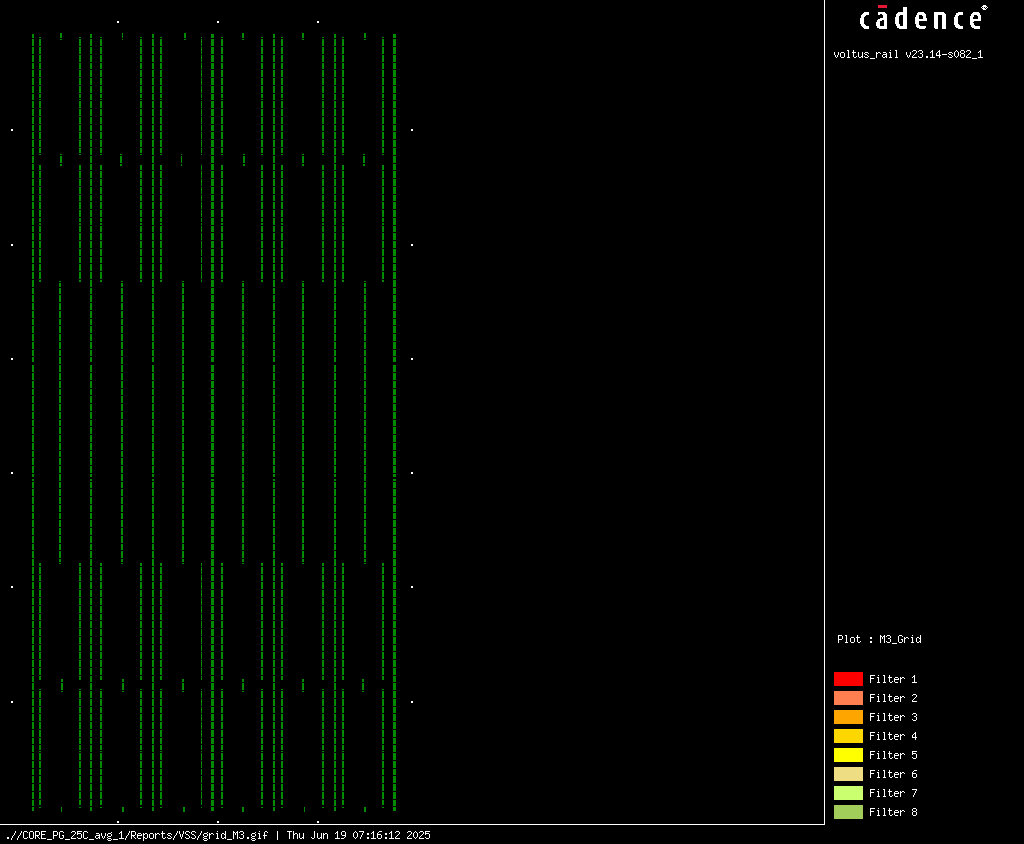 cādence®
voltus_rail v23.14-s082_1
Plot : M3_Grid
Filter 1
Filter 2
Filter 3
Filter 4
Filter 5
Filter 6
Filter 7
Filter 8
.//CORE_PG_25C_avg_1/Reports/VSS/grid_M3.gif | Thu Jun 19 07:16:12 2025